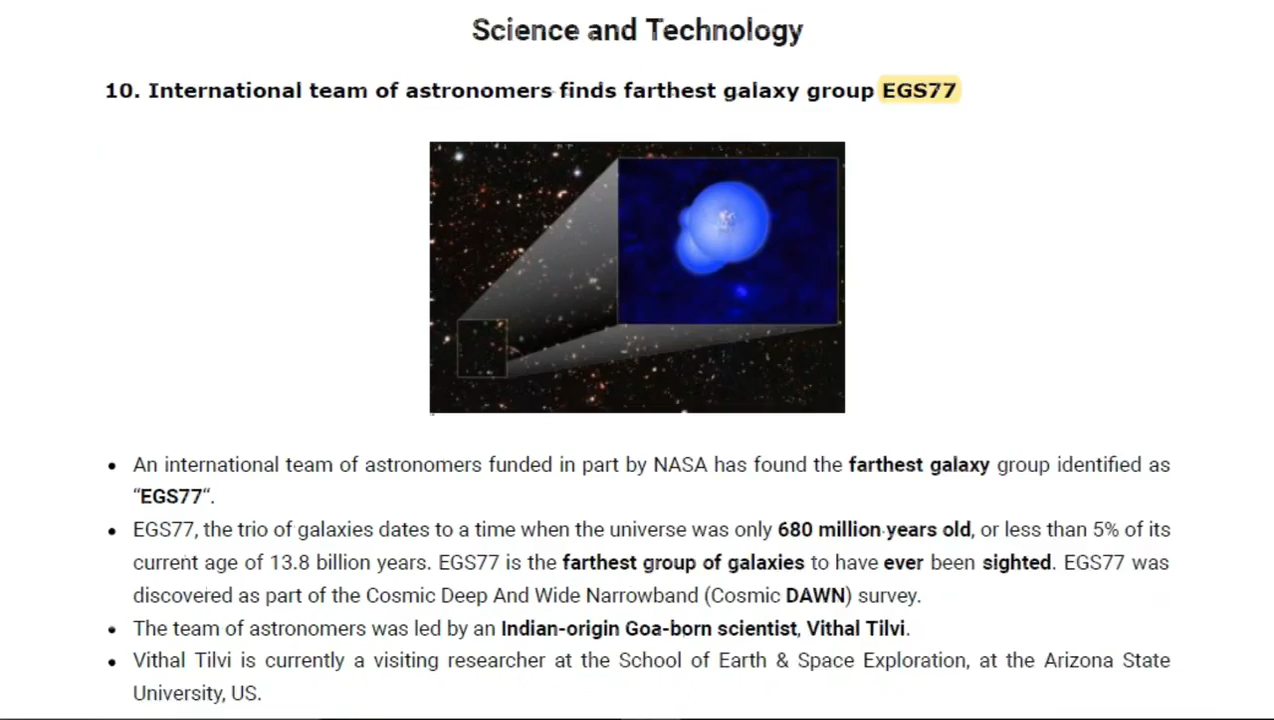 Science and Technology
10. International team of astronomers finds farthest galaxy group EGS77
• An international team of astronomers funded in part by NASA has found the farthest galaxy group identified as
“EGS77“.
• EGS77, the trio of galaxies dates to a time when the universe was only 680 million years old, or less than 5% of its
current age of 13.8 billion years. EGS77 is the farthest group of galaxies to have ever been sighted. EGS77 was
discovered as part of the Cosmic Deep And Wide Narrowband (Cosmic DAWN) survey.
• The team of astronomers was led by an Indian-origin Goa-born scientist, Vithal Tilvi.
• Vithal Tilvi is currently a visiting researcher at the School of Earth & Space Exploration, at the Arizona State
University, US.